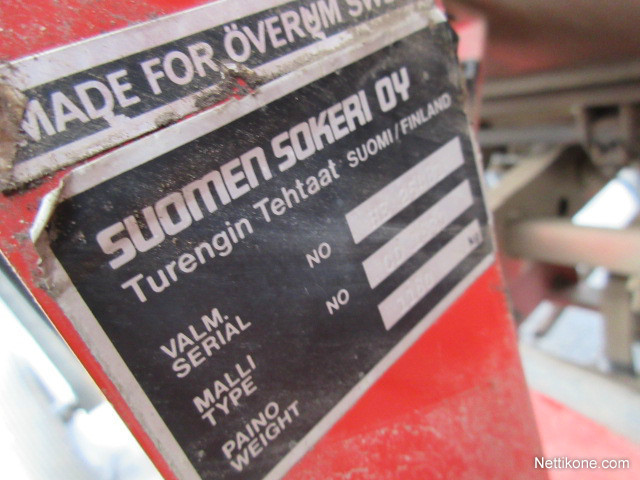 MADE FOR ÖVERUM
SUOMEN SOKERI OY
Turengin Tehtaat SUOMI/FINLAND
VALM. NO
SERIAL
MALLI NO
TYPE
PAINO
WEIGHT
Nettikone.com